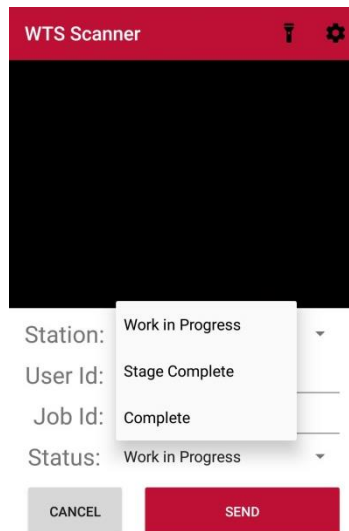 WTS Scanner
Station: Work in Progress
User Id: Stage Complete
Job Id: Complete
Status: Work in Progress
CANCEL SEND